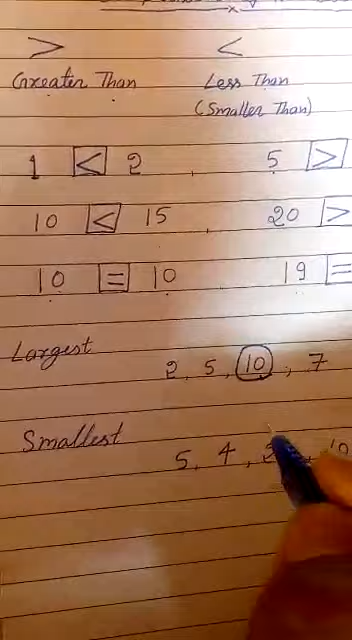 > <
Greater Than Less Than
(Smaller Than)
1 < 2 , 5 >
10 < 15 , 20 >
10 = 10 , 19 =
Largest 2, 5, 10, 7
Smallest 5, 4, 10